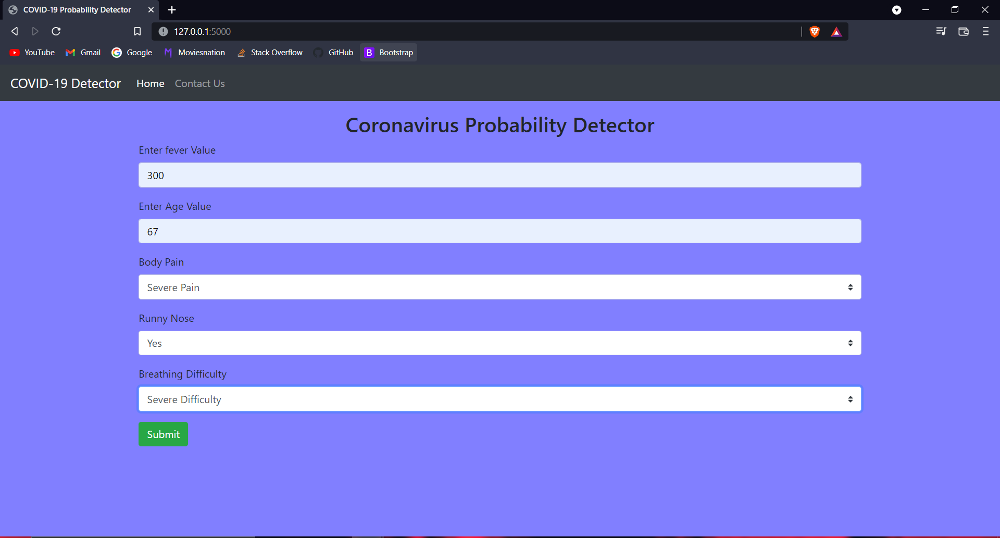 COVID-19 Probability Detector
127.0.0.1:5000
YouTube Gmail Google Moviesnation Stack Overflow GitHub B Bootstrap
COVID-19 Detector Home Contact Us
Coronavirus Probability Detector
Enter fever Value
300
Enter Age Value
67
Body Pain
Severe Pain
Runny Nose
Yes
Breathing Difficulty
Severe Difficulty
Submit